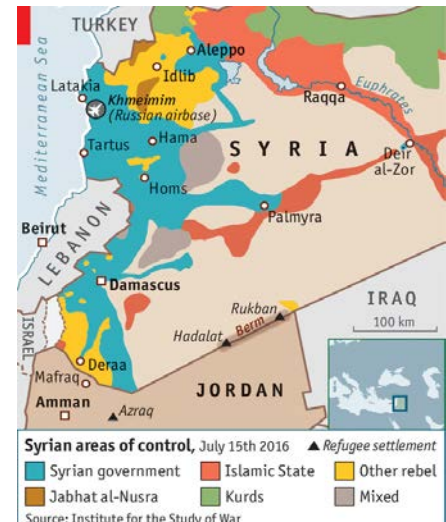 TURKEY
Mediterranean Sea
Aleppo
Idlib
Latakia
Khmeimim
(Russian airbase)
Raqqa
Euphrates
Tartus
Hama
SYRIA
Deir
al-Zor
Homs
Palmyra
LEBANON
Beirut
Damascus
Rukban
IRAQ
Berm
100 km
Hadalat
ISRAEL
Deraa
Mafraq
JORDAN
Amman
Azraq
Syrian areas of control, July 15th 2016 ▲ Refugee settlement
Syrian government Islamic State Other rebel
Jabhat al-Nusra Kurds Mixed
Source: Institute for the Study of War